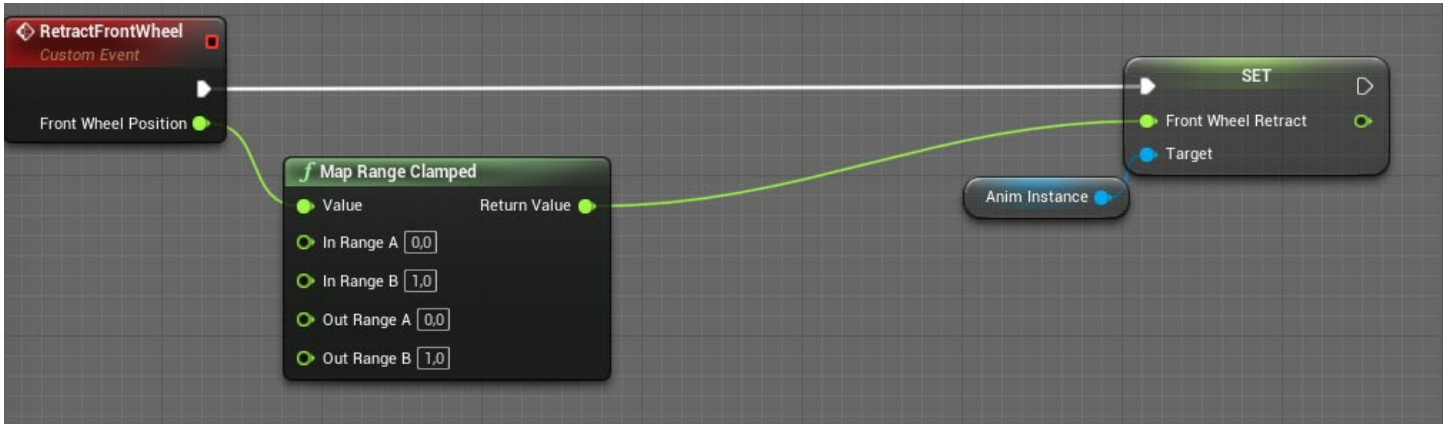 RetractFrontWheel
Custom Event
Front Wheel Position
f Map Range Clamped
Value Return Value
In Range A 0,0
In Range B 1,0
Out Range A 0,0
Out Range B 1,0
SET
Front Wheel Retract
Target
Anim Instance